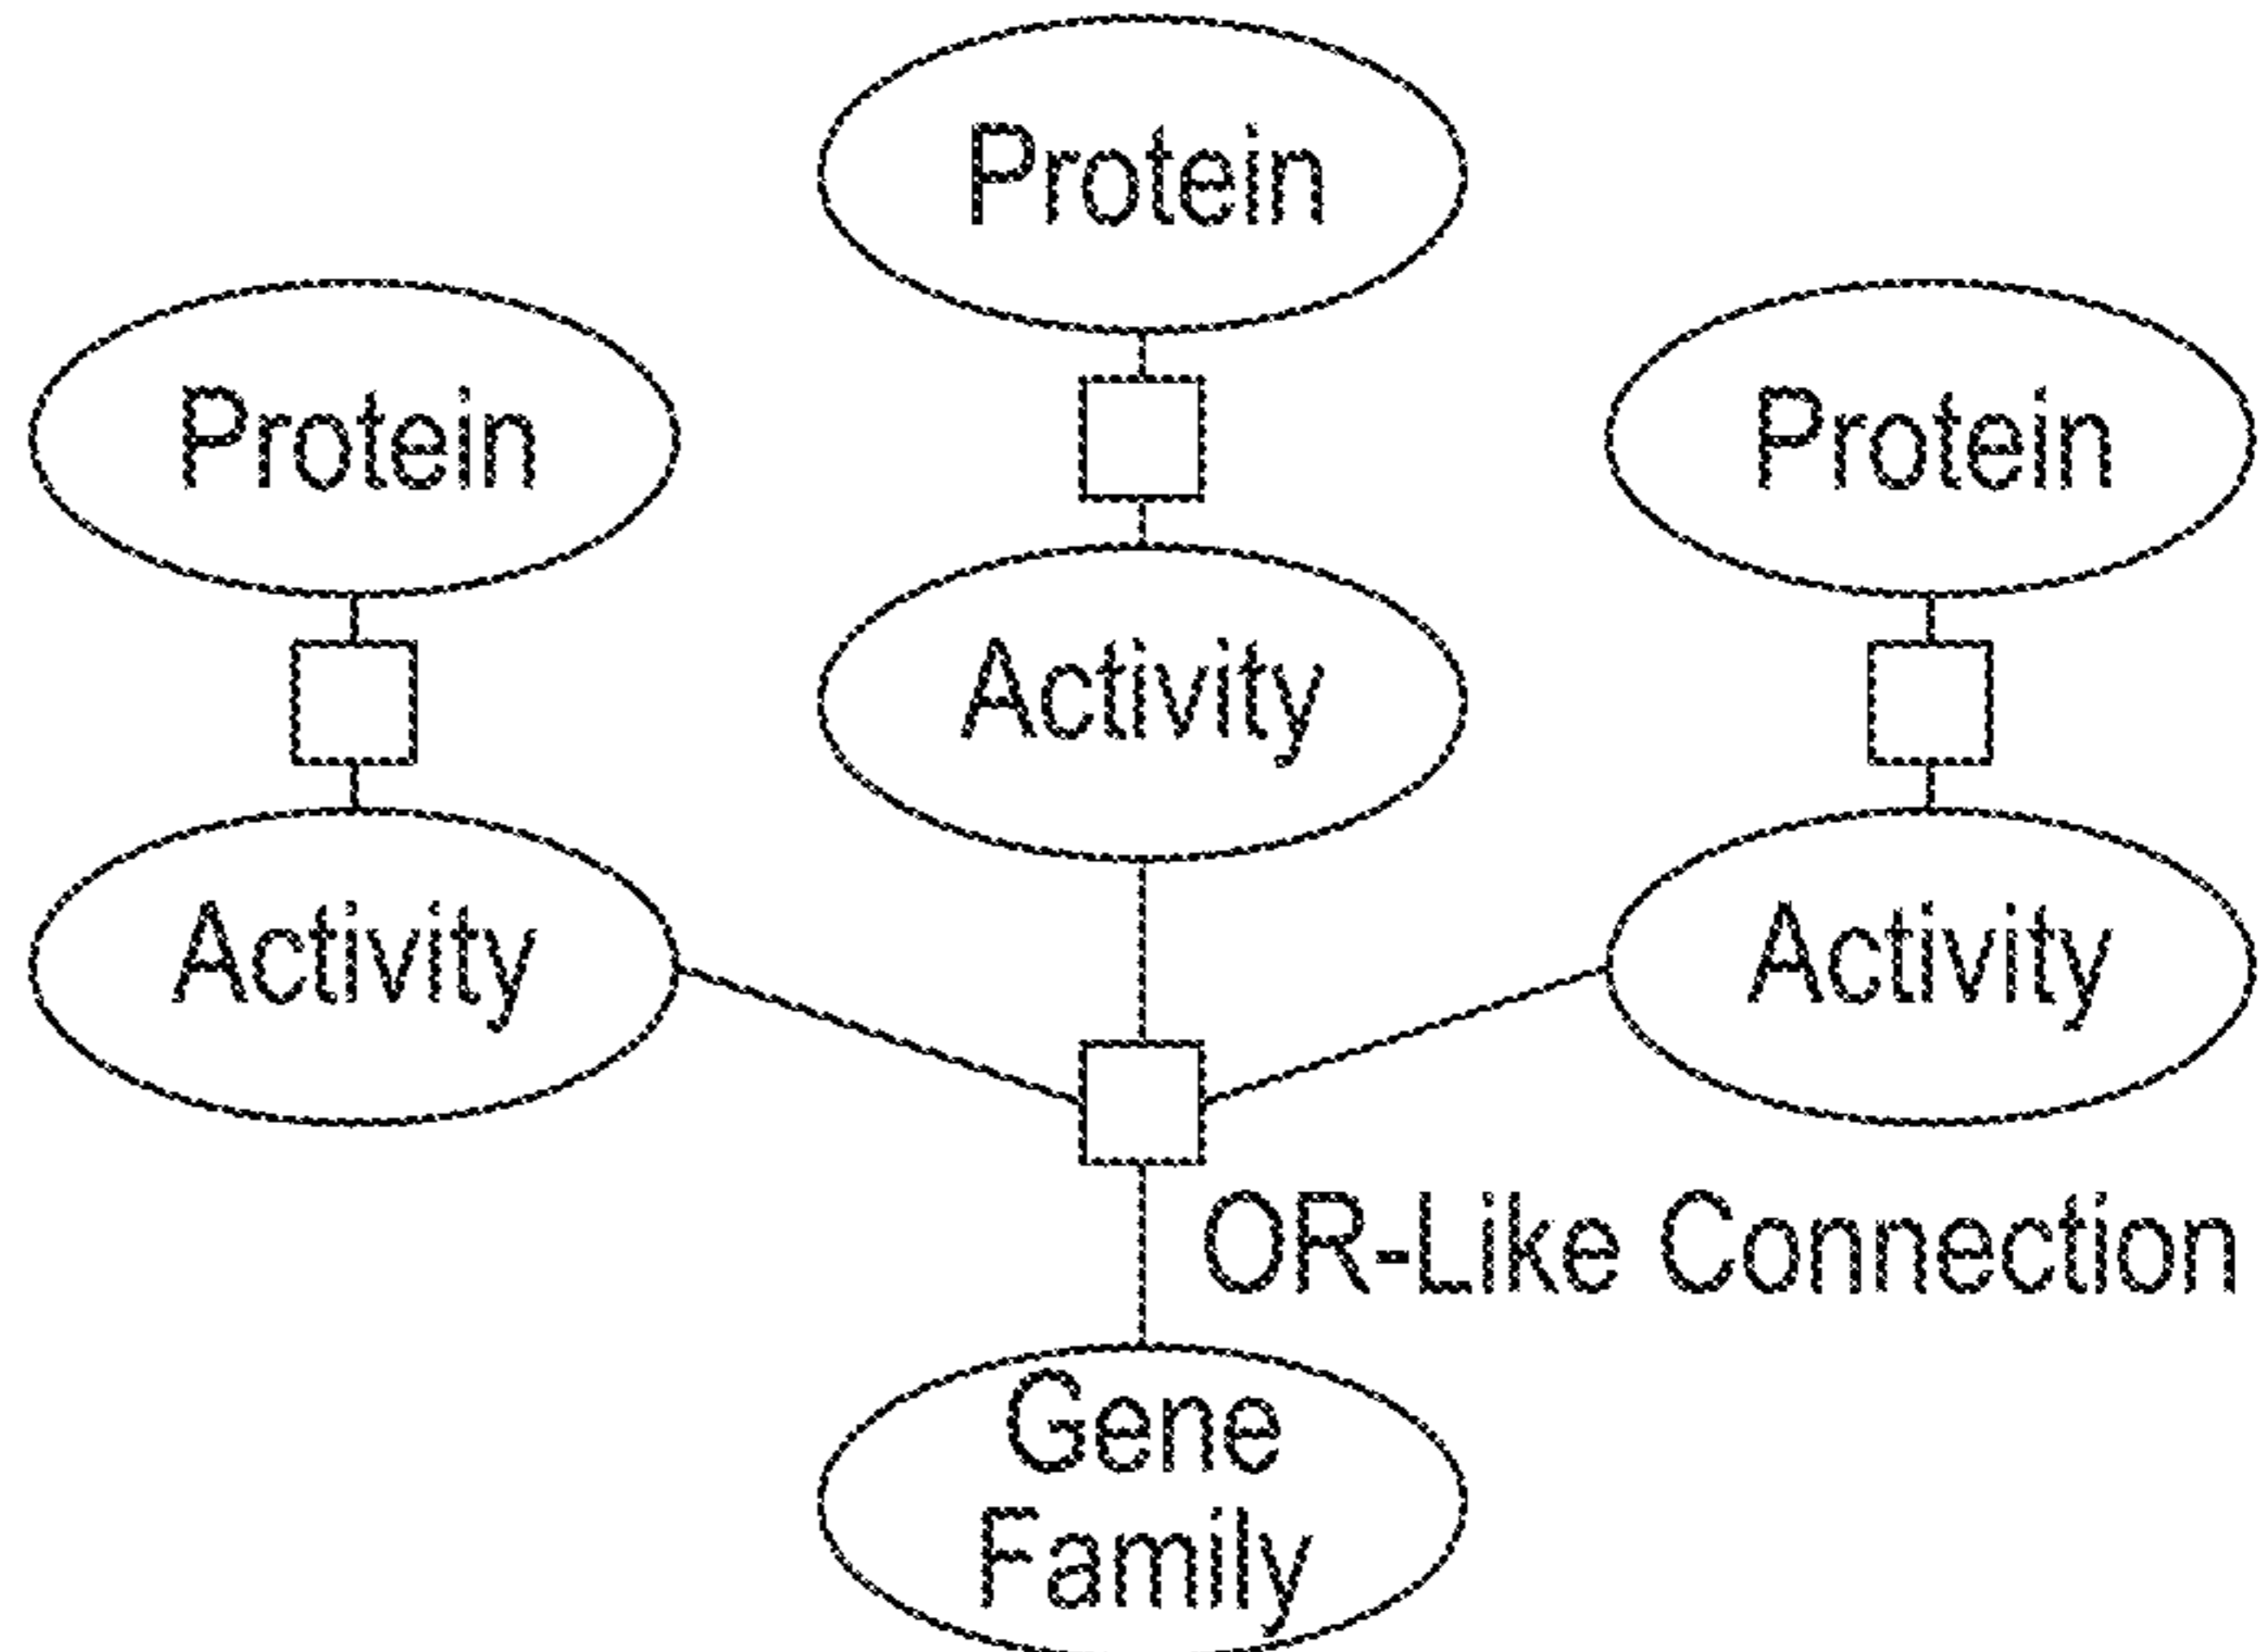 Protein
Protein
Protein
Activity
Activity
Activity
OR-Like Connection
Gene
Family